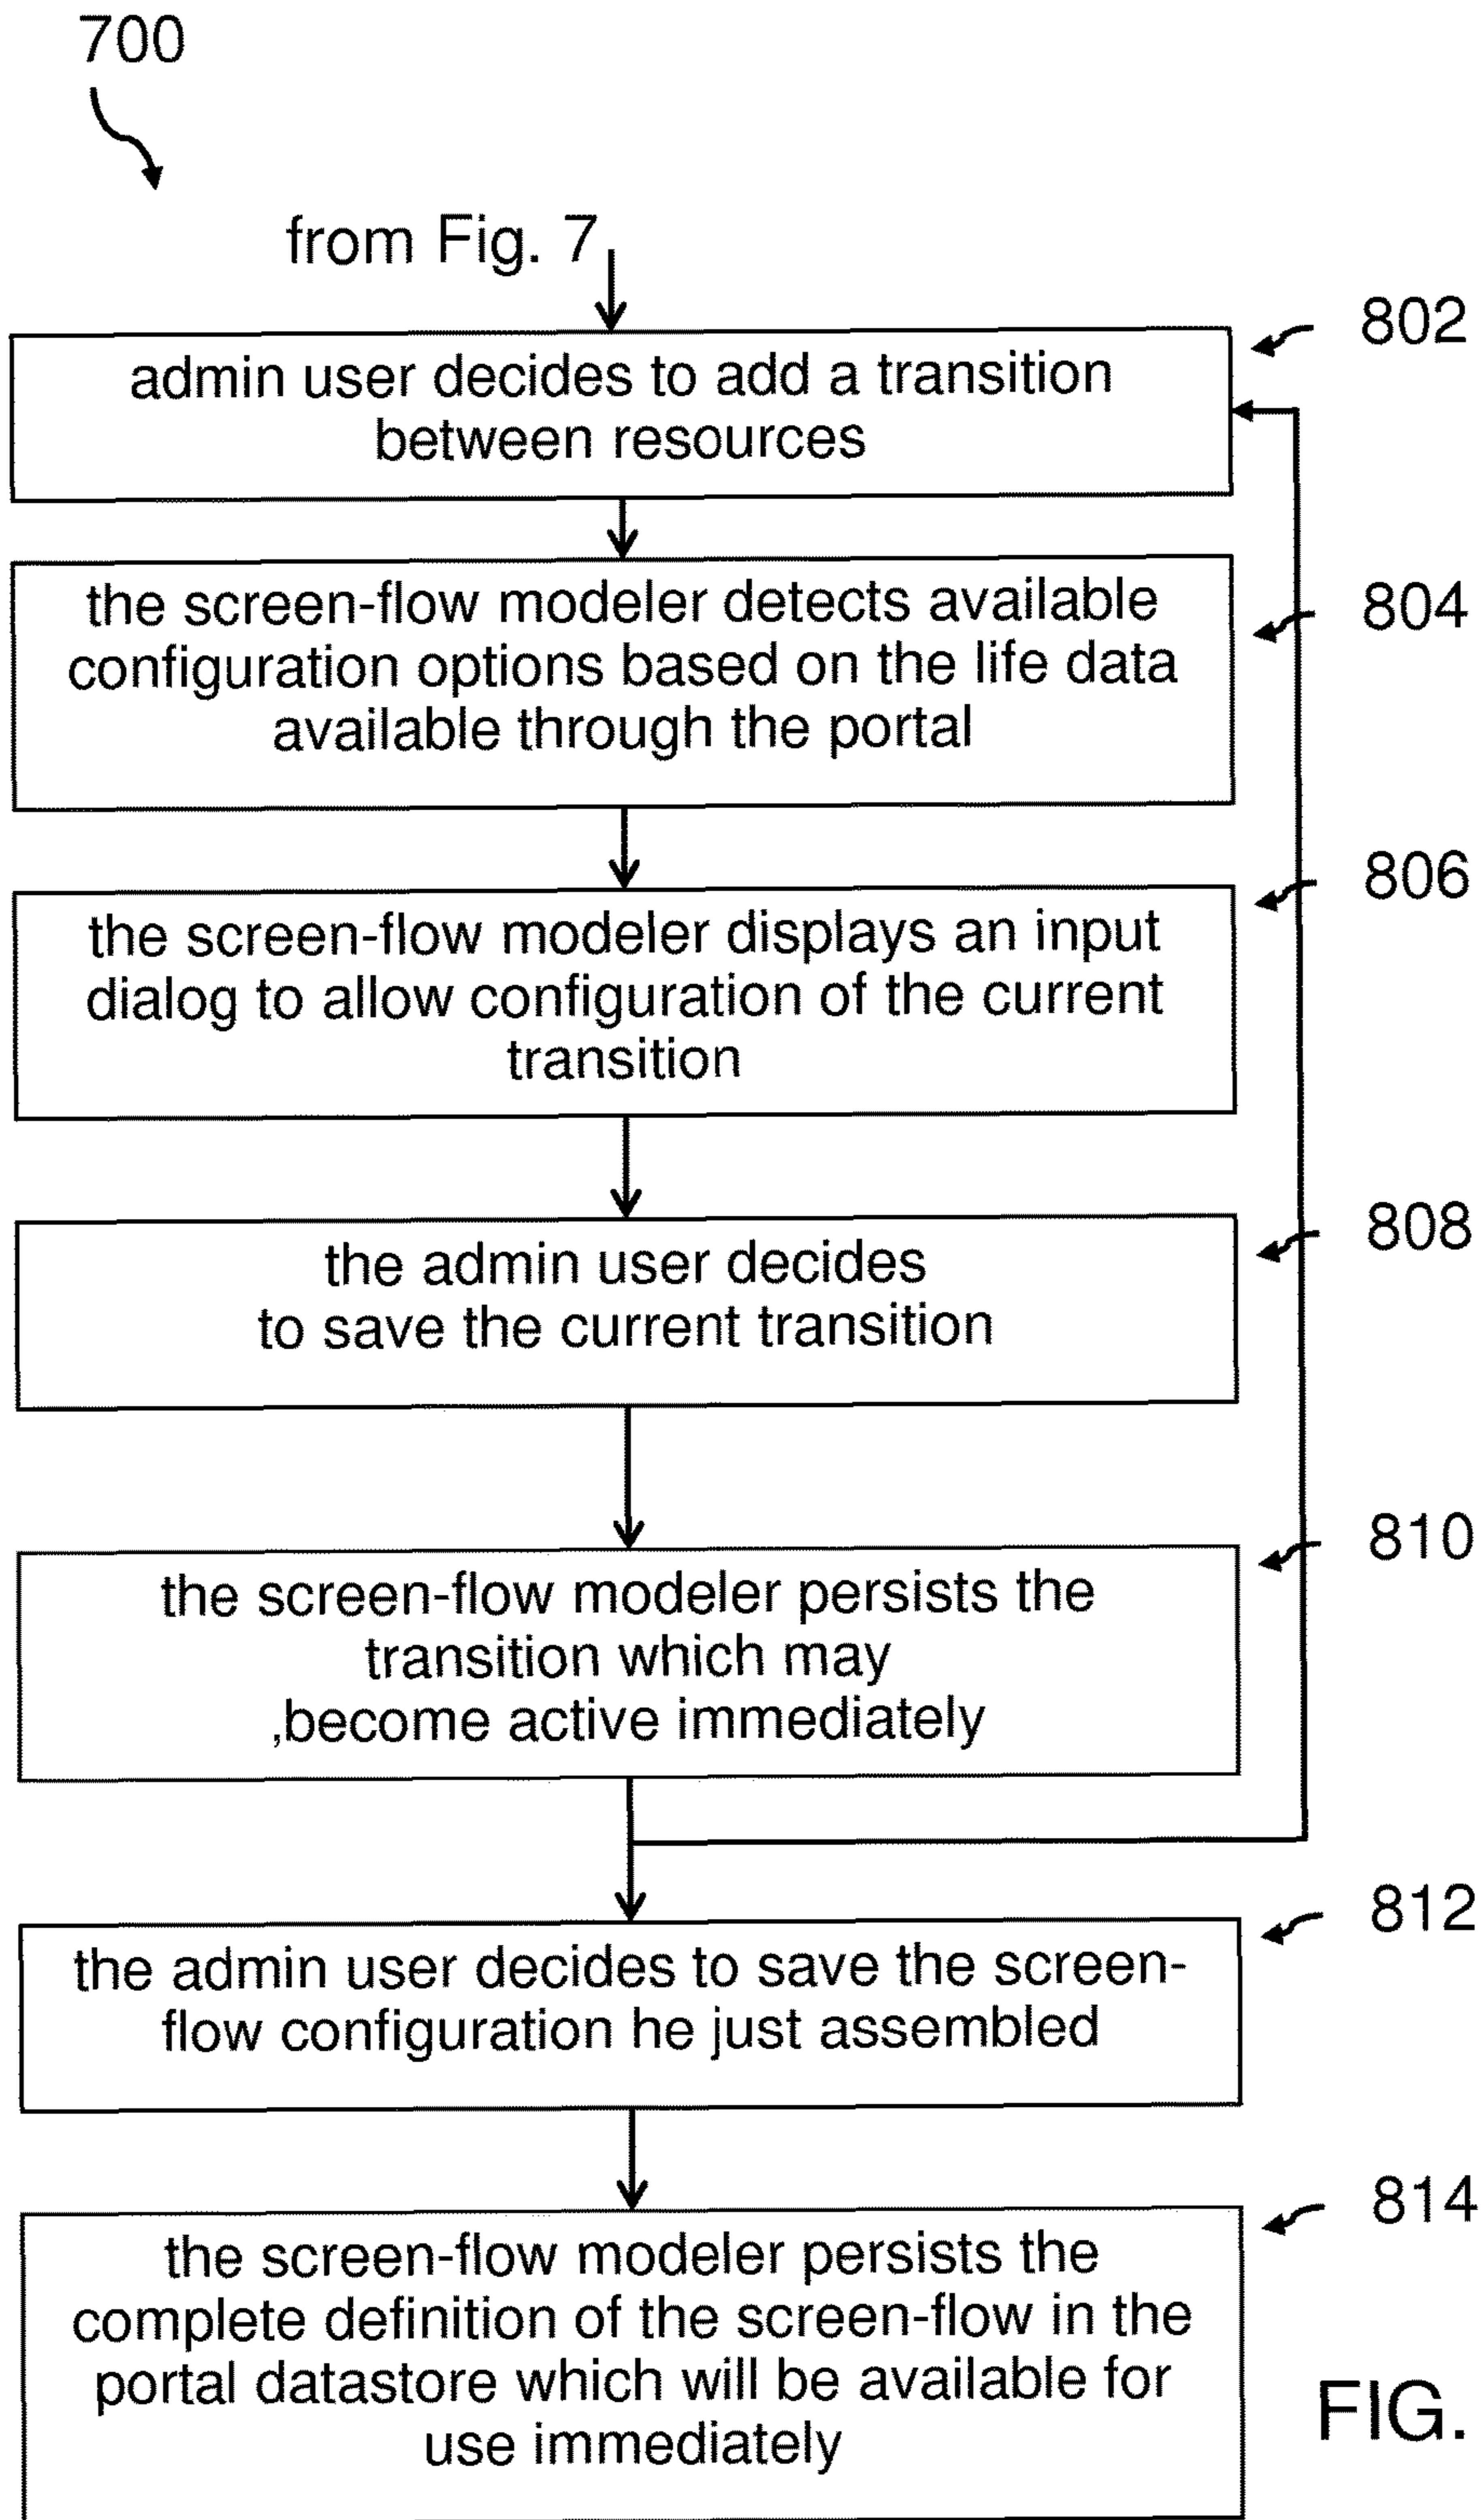 700
from Fig. 7
802
admin user decides to add a transition
between resources
804
the screen-flow modeler detects available
configuration options based on the life data
available through the portal
806
the screen-flow modeler displays an input
dialog to allow configuration of the current
transition
808
the admin user decides
to save the current transition
810
the screen-flow modeler persists the
transition which may
,become active immediately
812
the admin user decides to save the screen-
flow configuration he just assembled
814
the screen-flow modeler persists the
complete definition of the screen-flow in the
portal datastore which will be available for
use immediately
FIG.